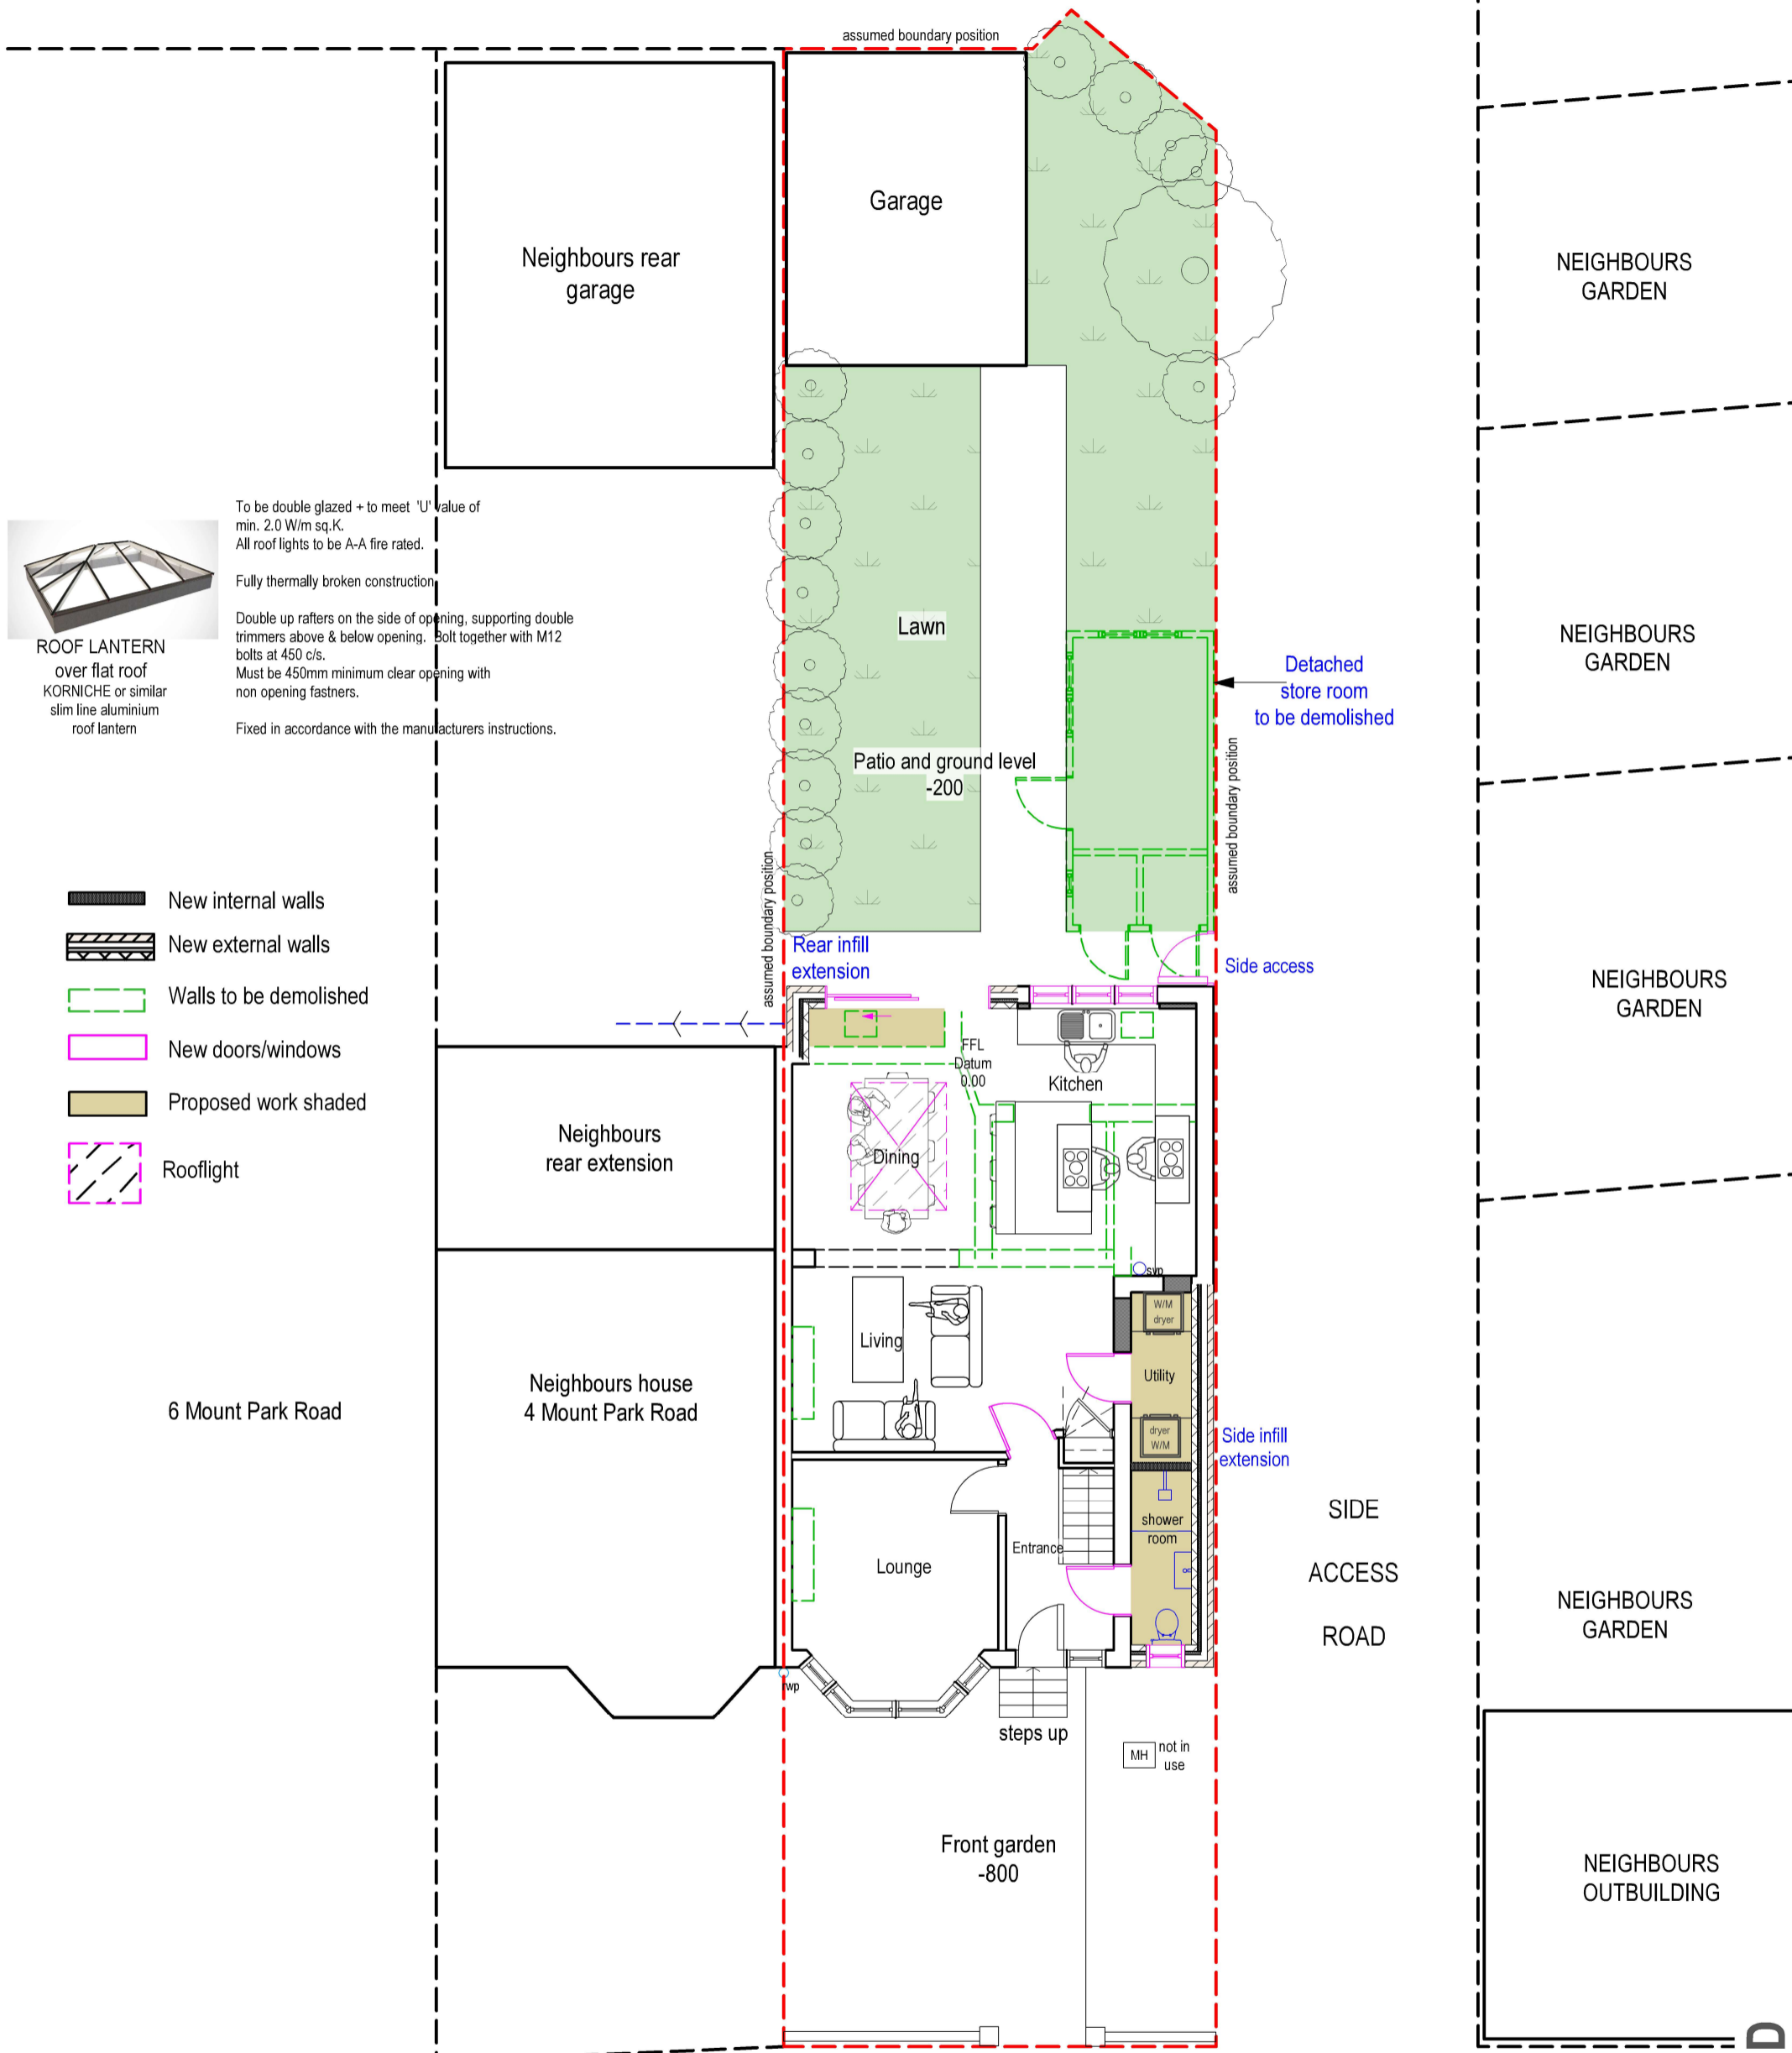 assumed boundary position
Garage
Neighbours rear
garage
NEIGHBOURS
GARDEN
To be double glazed + to meet 'U' value of
min. 2.0 W/m sq.K.
All roof lights to be A-A fire rated.
Fully thermally broken construction
Double up rafters on the side of opening, supporting double
trimmers above & below opening. Bolt together with M12
bolts at 450 c/s.
Must be 450mm minimum clear opening with
non opening fastners.
Fixed in accordance with the manufacturers instructions.
ROOF LANTERN
over flat roof
KORNICHE or similar
slim line aluminium
roof lantern
Lawn
NEIGHBOURS
GARDEN
Detached
store room
to be demolished
Patio and ground level
-200
assumed boundary position
assumed boundary position
New internal walls
New external walls
Walls to be demolished
New doors/windows
Proposed work shaded
Rooflight
Rear infill
extension
Side access
NEIGHBOURS
GARDEN
FFL
Datum
0.00
Kitchen
Neighbours
rear extension
Dining
svp
W/M
dryer
Living
Utility
6 Mount Park Road
Neighbours house
4 Mount Park Road
dryer
W/M
Side infill
extension
SIDE
ACCESS
ROAD
shower
room
Entrance
Lounge
NEIGHBOURS
GARDEN
rwp
steps up
MH
not in
use
Front garden
-800
NEIGHBOURS
OUTBUILDING
D